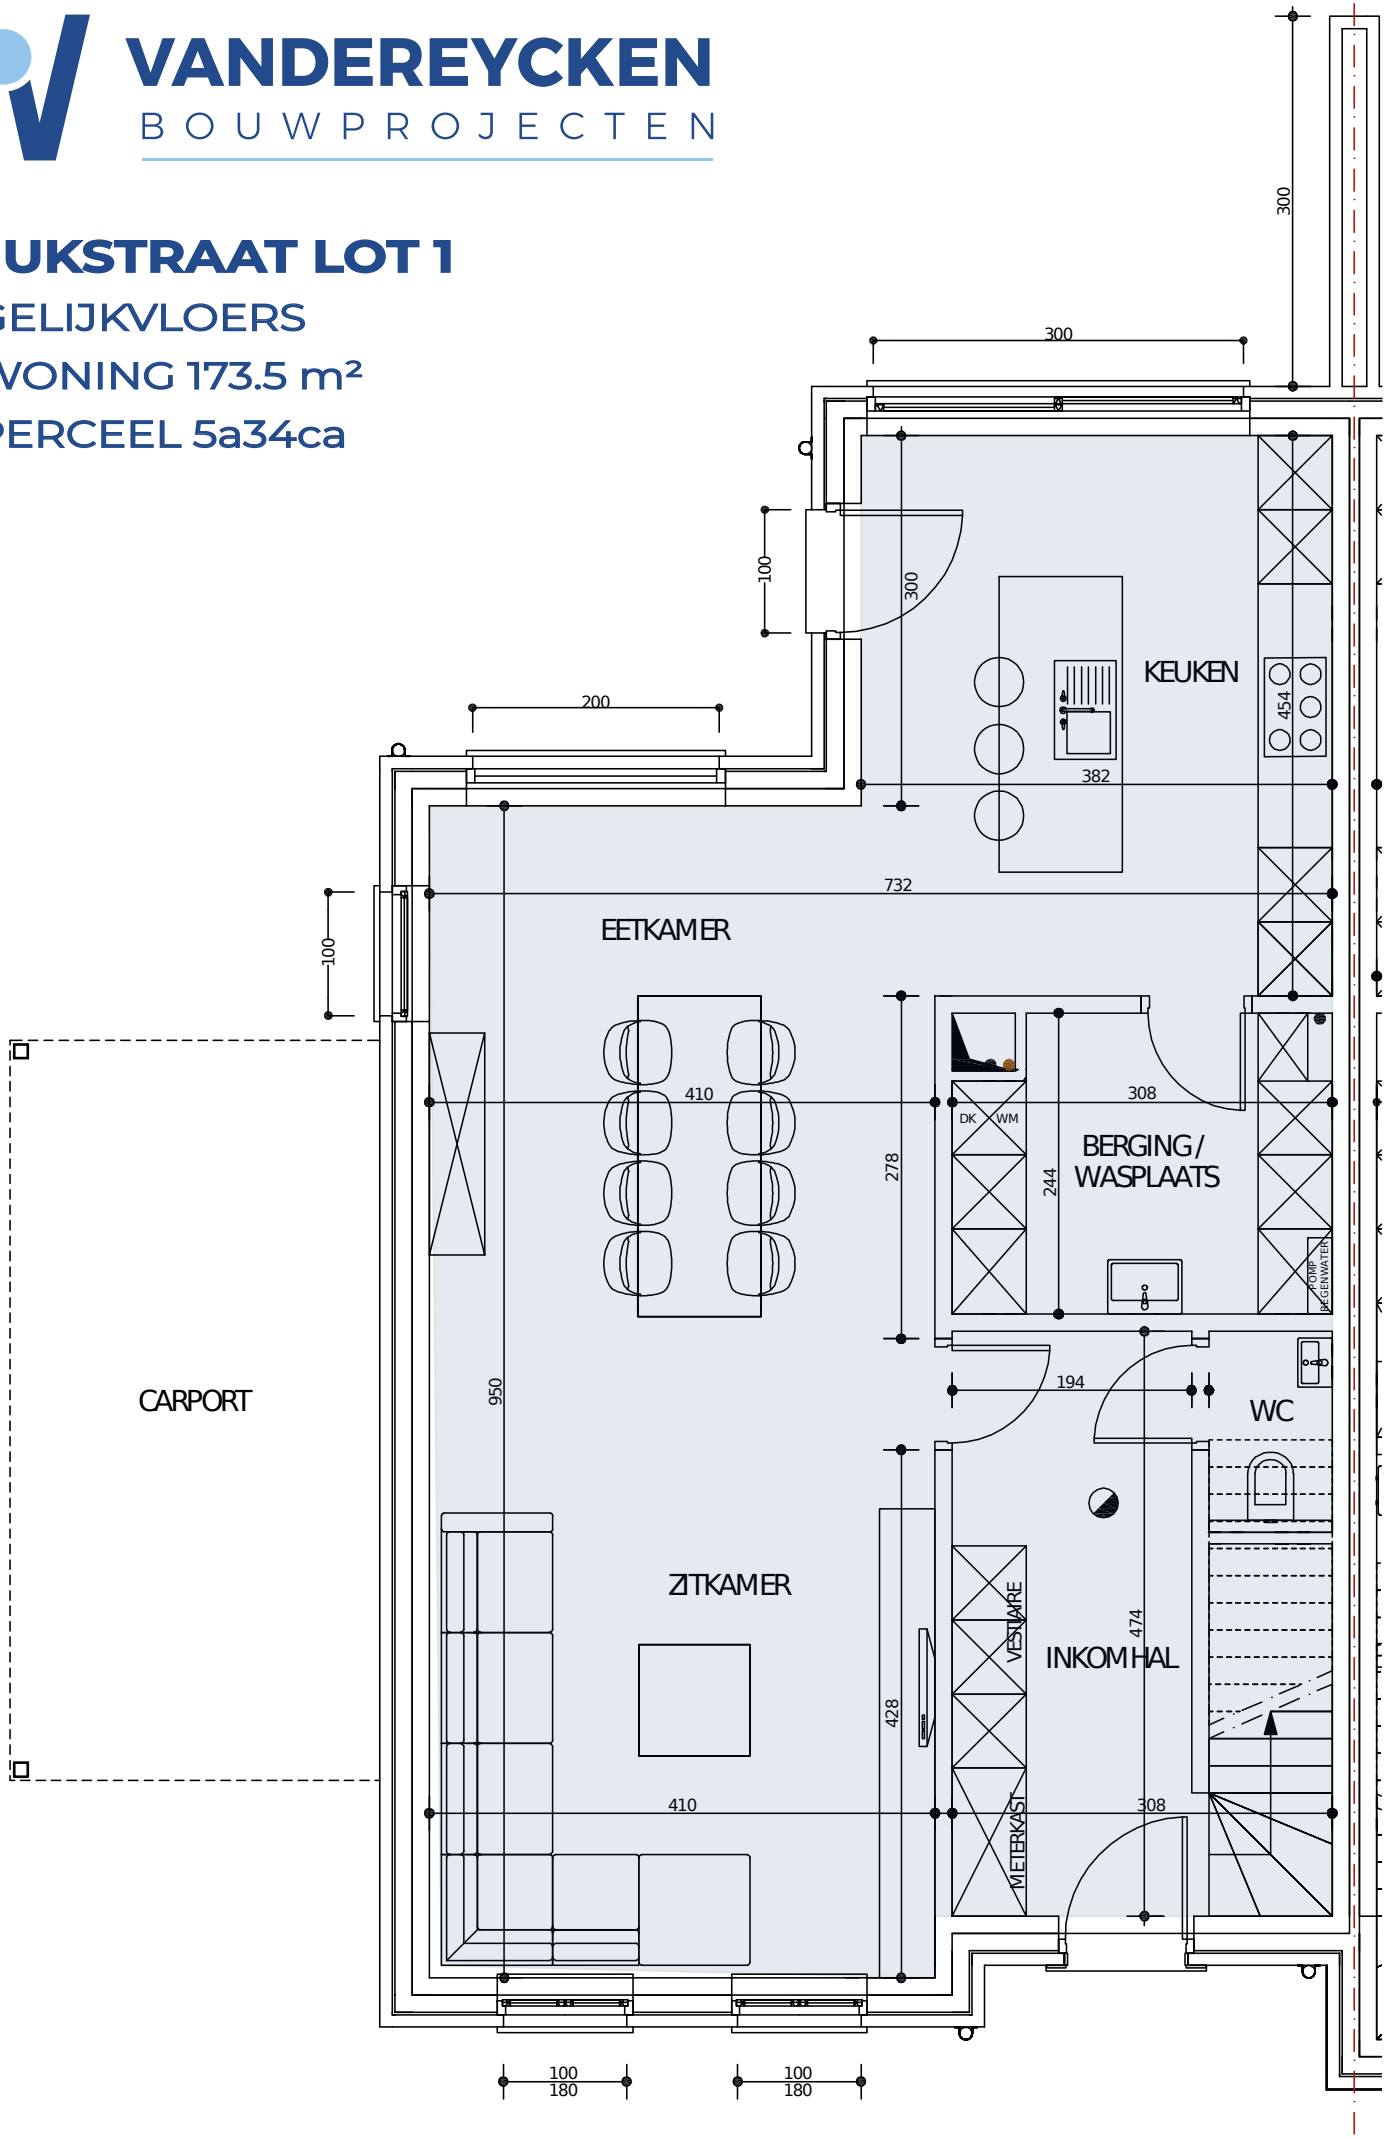 VANDEREYCKEN
BOUWPROJECTEN
UKSTRAAT LOT 1
GELIJKVLOERS
WONING 173.5 m²
PERCEEL 5a34ca
300
300
100
300
KEUKEN
454
200
382
732
EETKAMER
100
410
308
DK
WM
BERGING /
WASPLAATS
278
244
POMP
REGENWATER
950
CARPORT
194
WC
ZITKAMER
VESTIAIRE
474
INKOMHAL
428
410
308
METERKAST
100
180
100
180